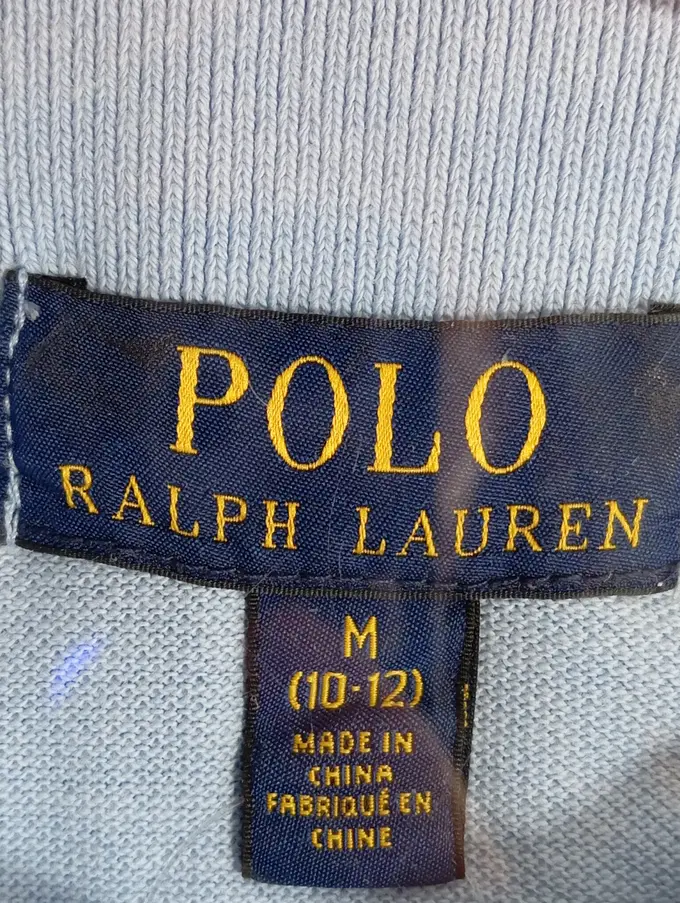 POLO
RALPH LAUREN
M
(10-12)
MADE IN
CHINA
FABRIQUÉ EN
CHINE